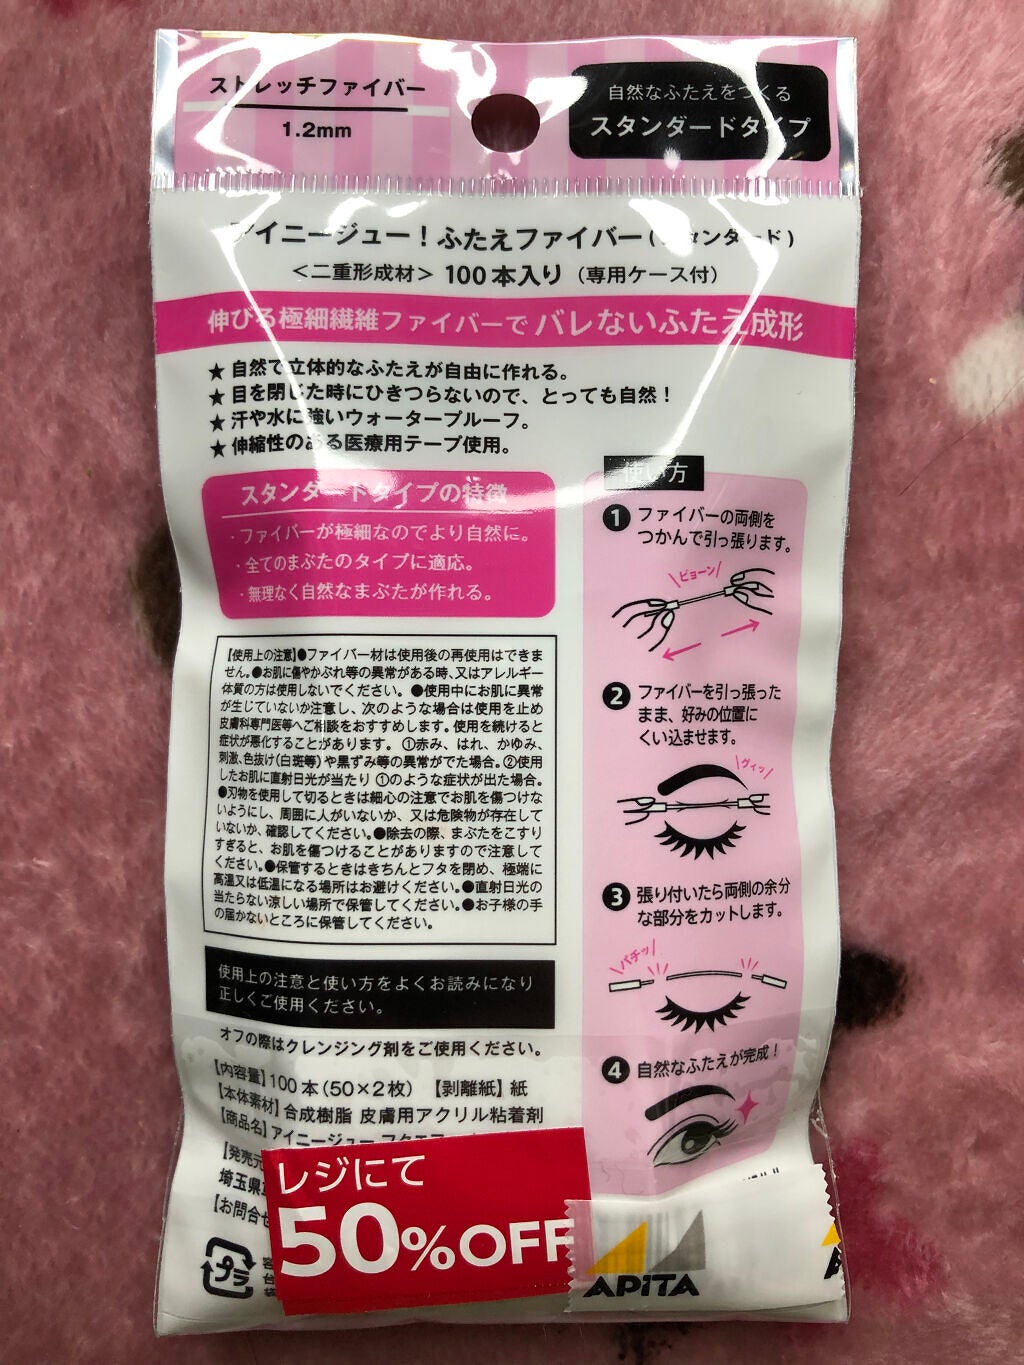 ストレッチファイバー
1.2mm
自然なふたえをつくる
スタンダードタイプ
アイニージュー！ふたえファイバー(スタンダード)
＜二重形成材＞ 100本入り（専用ケース付）
伸びる極細繊維ファイバーでバレないふたえ成形
★ 自然で立体的なふたえが自由に作れる。
★ 目を閉じた時にひきつらないので、とっても自然！
★ 汗や水に強いウォータープルーフ。
★ 伸縮性のある医療用テープ使用。
スタンダードタイプの特徴
・ファイバーが極細なのでより自然に。
・全てのまぶたのタイプに適応。
・無理なく自然なまぶたが作れる。
【使用上の注意】●ファイバー材は使用後の再使用はできま
せん。●お肌に傷やかぶれ等の異常がある時、又はアレルギー
体質の方は使用しないでください。●使用中にお肌に異常
が生じていないか注意し、次のような場合は使用を止め
皮膚科専門医等へご相談をおすすめします。使用を続けると
症状が悪化することがあります。①赤み、はれ、かゆみ、
刺激、色抜け(白斑等)や黒ずみ等の異常がでた場合。②使用
したお肌に直射日光が当たり ①のような症状が出た場合。
●刃物を使用して切るときは細心の注意でお肌を傷つけな
いようにし、周囲に人がいないか、又は危険物が存在して
いないか、確認してください。●除去の際、まぶたをこすり
すぎると、お肌を傷つけることがありますので注意して
ください。●保管するときはきちんとフタを閉め、極端に
高温又は低温になる場所はお避けください。●直射日光の
当たらない涼しい場所で保管してください。●お子様の手
の届かないところに保管してください。
使用上の注意と使い方をよくお読みになり
正しくご使用ください。
オフの際はクレンジング剤をご使用ください。
【内容量】100本(50×2枚) 【剥離紙】紙
【本体素材】合成樹脂 皮膚用アクリル粘着剤
【商品名】アイニージュー
【発売元
埼玉県
【お問合せ
プラ
使い方
1 ファイバーの両側を
つかんで引っ張ります。
ビョーン
2 ファイバーを引っ張った
まま、好みの位置に
くい込ませます。
グイッ
3 張り付いたら両側の余分
な部分をカットします。
パチッ
4 自然なふたえが完成！
レジにて
50%OFF
APiTA